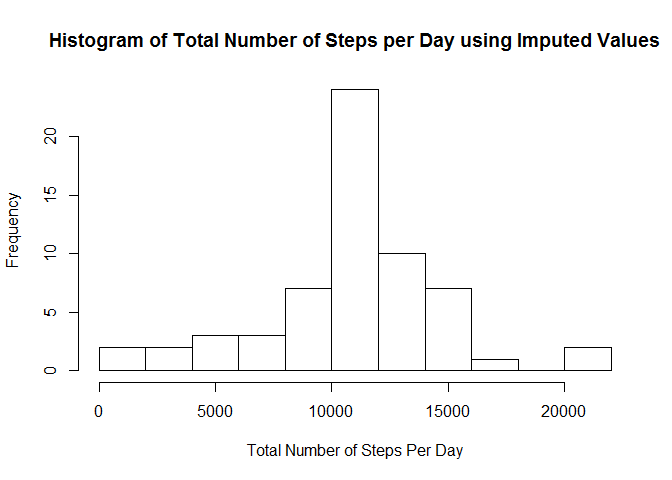 Histogram of Total Number of Steps per Day using Imputed Values
Frequency
20
15
10
5
0
0 5000 10000 15000 20000
Total Number of Steps Per Day